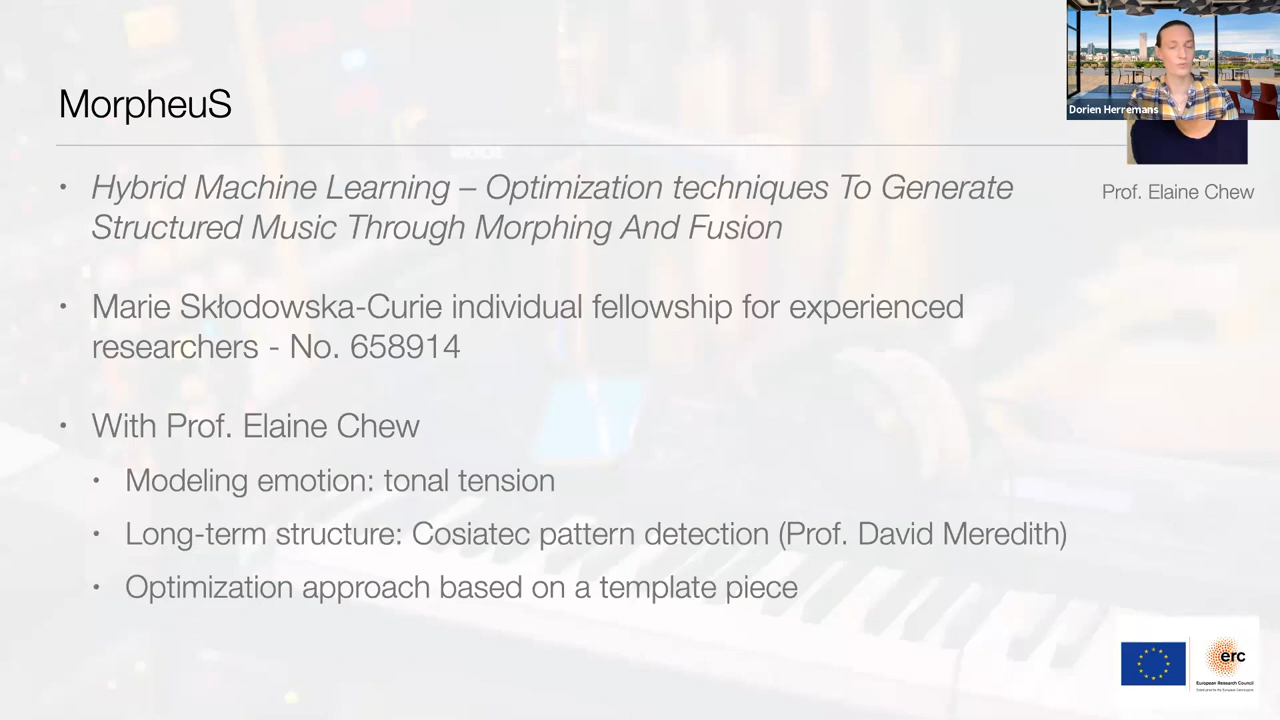 MorpheuS
Dorien Herremans
Prof. Elaine Chew
• Hybrid Machine Learning – Optimization techniques To Generate
Structured Music Through Morphing And Fusion
• Marie Skłodowska-Curie individual fellowship for experienced
researchers - No. 658914
• With Prof. Elaine Chew
• Modeling emotion: tonal tension
• Long-term structure: Cosiatec pattern detection (Prof. David Meredith)
• Optimization approach based on a template piece
erc
European Research Council